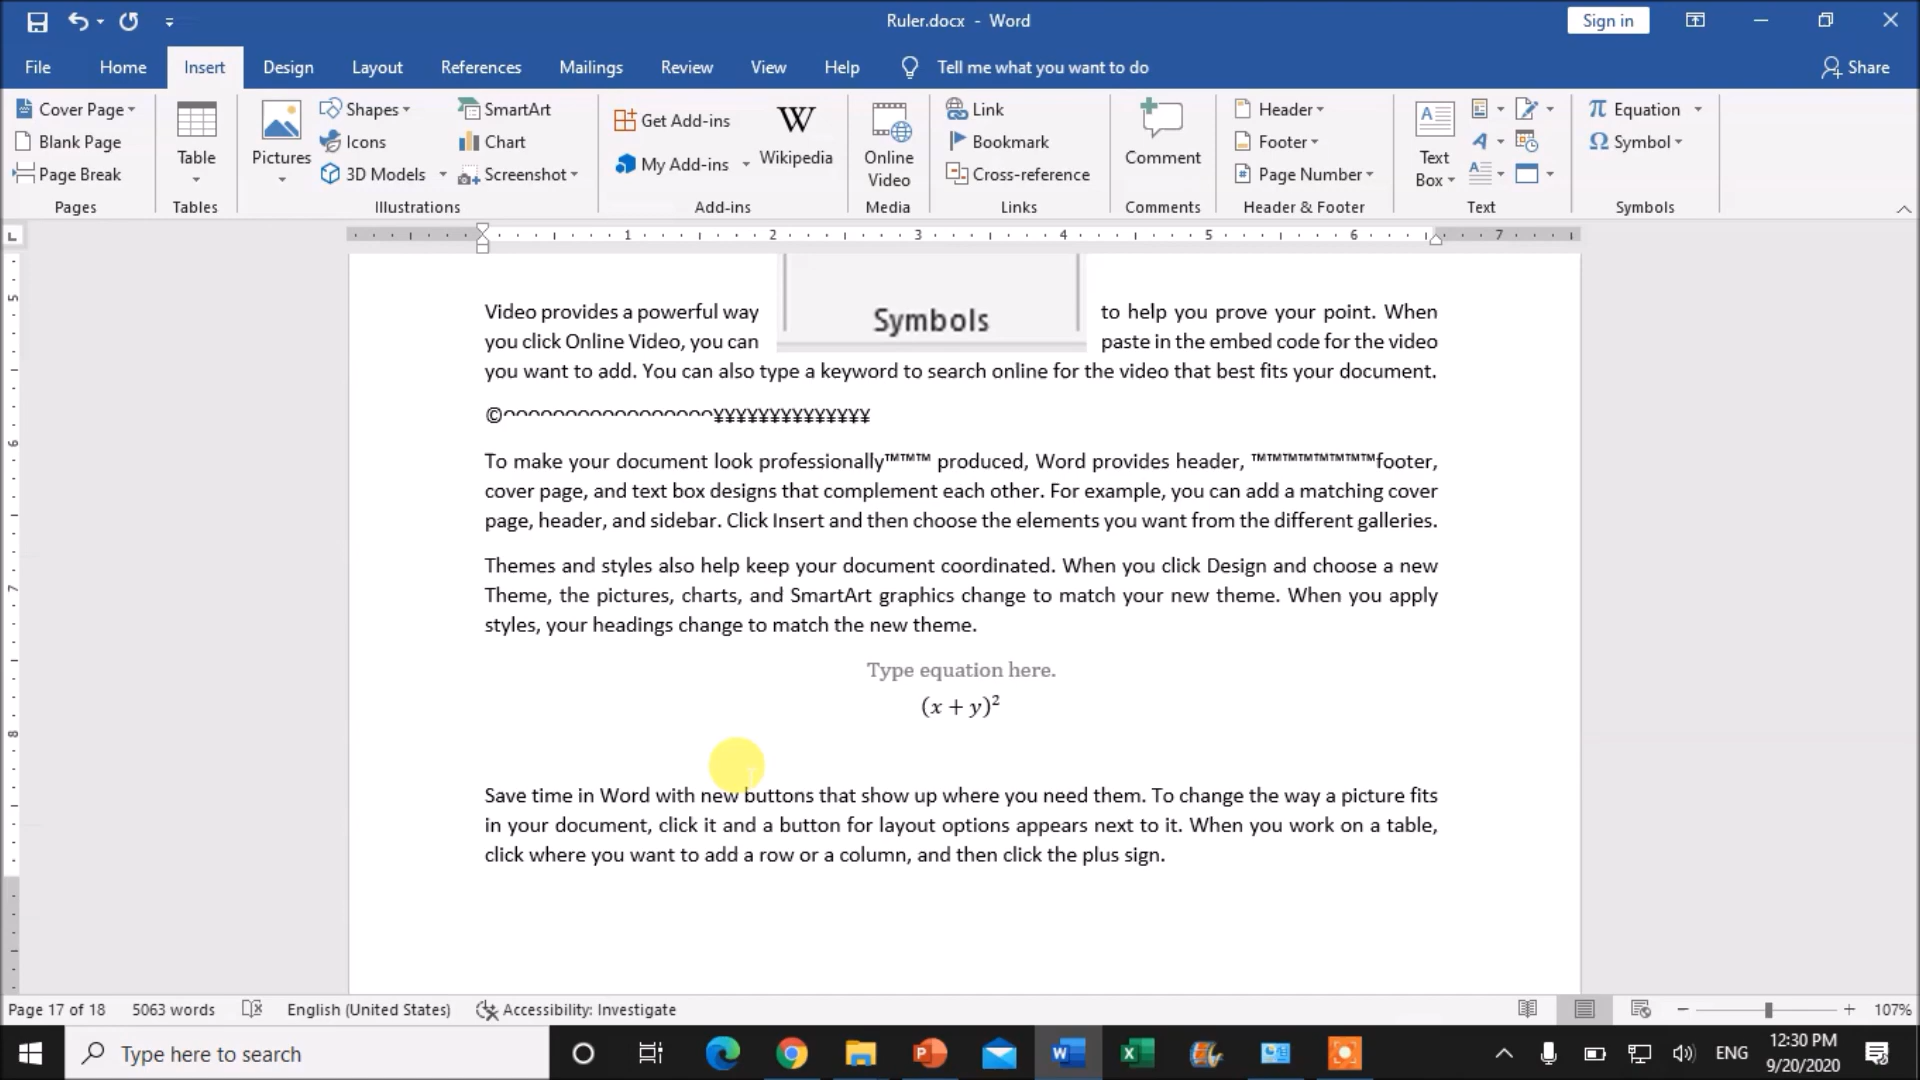 Ruler.docx - Word
Sign in
File Home Insert Design Layout References Mailings Review View Help Tell me what you want to do Share
Cover Page
Blank Page
Page Break
Pages
Table
Tables
Pictures
Shapes
Icons
3D Models
SmartArt
Chart
Screenshot
Illustrations
Get Add-ins
My Add-ins
W
Wikipedia
Add-ins
Online
Video
Media
Link
Bookmark
Cross-reference
Links
Comment
Comments
Header
Footer
Page Number
Header & Footer
Text
Box
Text
π Equation
Ω Symbol
Symbols
1 2 3 4 5 6 7
5
6
7
8
Symbols
Video provides a powerful way to help you prove your point. When
you click Online Video, you can paste in the embed code for the video
you want to add. You can also type a keyword to search online for the video that best fits your document.
©^^^^^^^^^^^^^^^^^¥¥¥¥¥¥¥¥¥¥¥¥¥¥
To make your document look professionally™™™ produced, Word provides header, ™™™™™™™™footer,
cover page, and text box designs that complement each other. For example, you can add a matching cover
page, header, and sidebar. Click Insert and then choose the elements you want from the different galleries.
Themes and styles also help keep your document coordinated. When you click Design and choose a new
Theme, the pictures, charts, and SmartArt graphics change to match your new theme. When you apply
styles, your headings change to match the new theme.
Type equation here.
(x + y)²
Save time in Word with new buttons that show up where you need them. To change the way a picture fits
in your document, click it and a button for layout options appears next to it. When you work on a table,
click where you want to add a row or a column, and then click the plus sign.
Page 17 of 18 5063 words English (United States) Accessibility: Investigate 107%
Type here to search
ENG
12:30 PM
9/20/2020